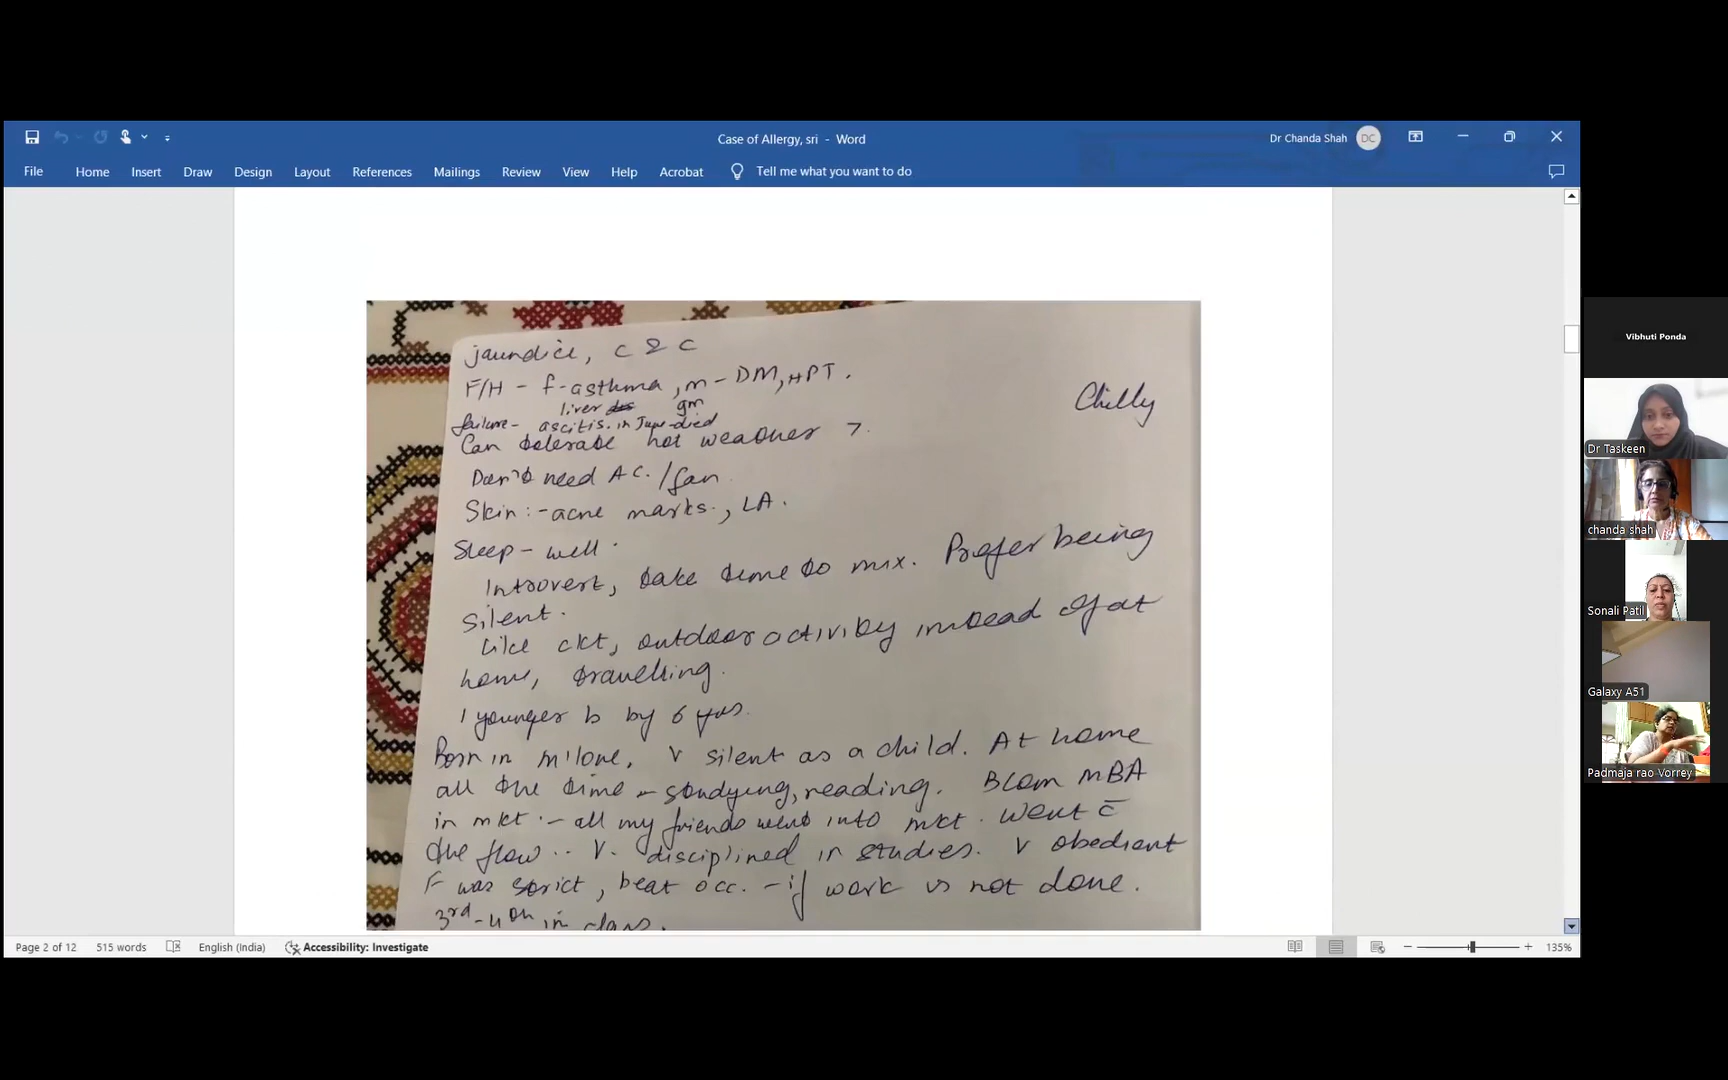 Case of Allergy, sri - Word
Dr Chanda Shah
DC
File Home Insert Draw Design Layout References Mailings Review View Help Acrobat Tell me what you want to do
jaundice, C & C
F/H - f-asthma, m - DM, HPT.
liver gm
failure - ascitis. in June died
Can tolerate hot weather >.
Don't need AC./fan.
Chilly
Skin :- acne marks., LA.
Sleep - well.
Introvert, take time to mix. Prefer being
silent.
Like ckt, outdoor activity instead of at
home, travelling.
1 younger b by 6 yrs.
Born in m'lore, V silent as a child. At home
all the time - studying, reading. MBA
in mkt. - all my friends went into mkt. Went c̄
the flow.. V. disciplined in studies. V obedient
F was strict, beat occ. - if work is not done.
3rd - 4th in class.
Vibhuti Ponda
Dr Taskeen
chanda shah
Sonali Patil
Galaxy A51
Padmaja rao Vorrey
Page 2 of 12 515 words English (India) Accessibility: Investigate 135%